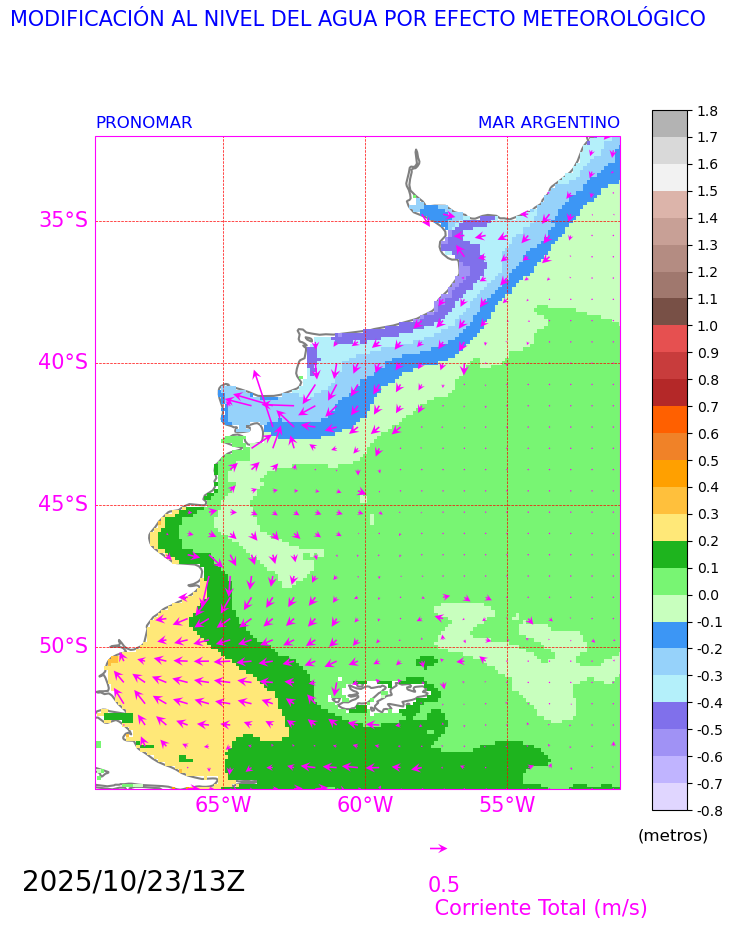 MODIFICACIÓN AL NIVEL DEL AGUA POR EFECTO METEOROLÓGICO
PRONOMAR
MAR ARGENTINO
35°S
40°S
45°S
50°S
65°W
60°W
55°W
1.8
1.7
1.6
1.5
1.4
1.3
1.2
1.1
1.0
0.9
0.8
0.7
0.6
0.5
0.4
0.3
0.2
0.1
0.0
-0.1
-0.2
-0.3
-0.4
-0.5
-0.6
-0.7
-0.8
(metros)
2025/10/23/13Z
0.5
Corriente Total (m/s)